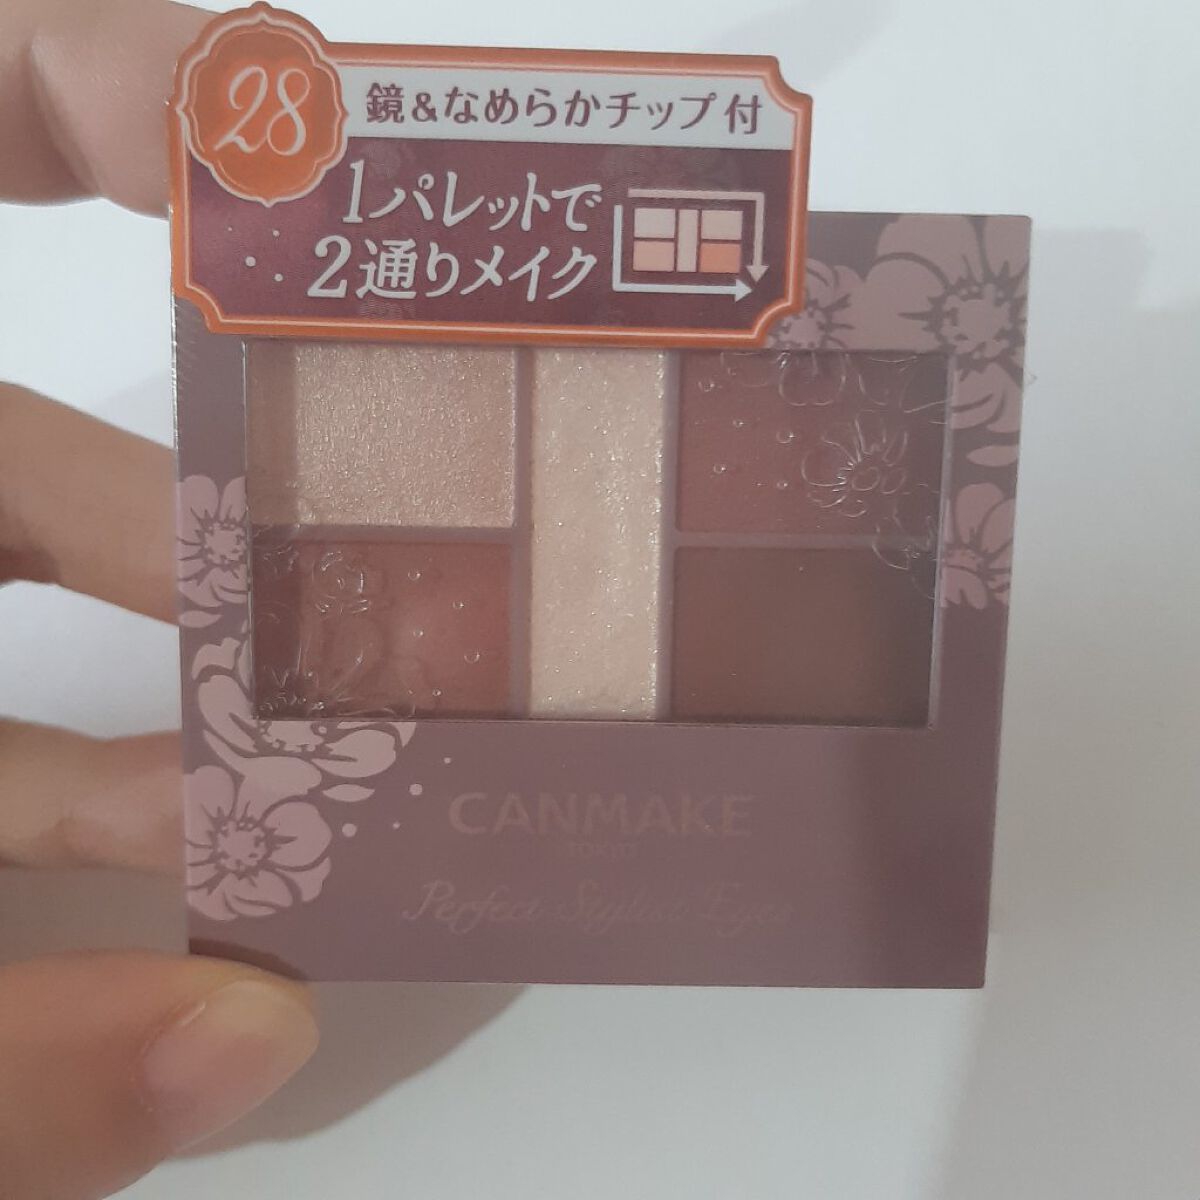 28
鏡&なめらかチップ付
1パレットで
2通りメイク
CANMAKE
TOKYO
Perfect Stylist Eyes